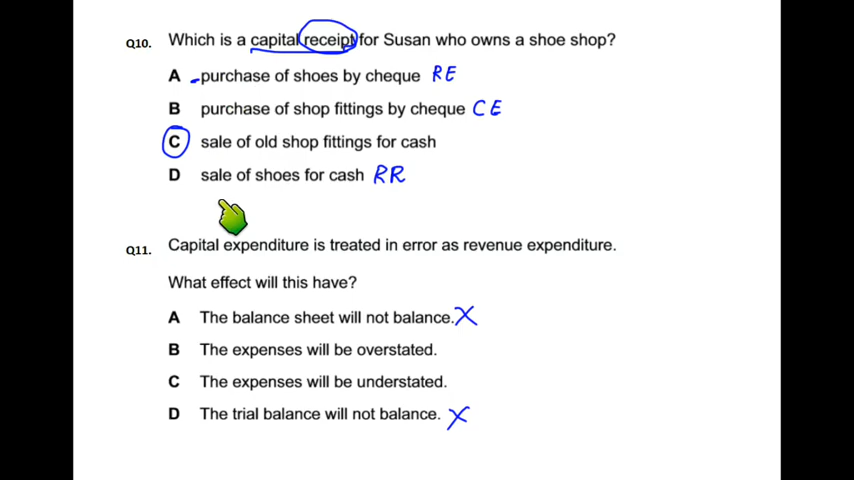 Q10. Which is a capital receipt for Susan who owns a shoe shop?
A purchase of shoes by cheque RE
B purchase of shop fittings by cheque CE
C sale of old shop fittings for cash
D sale of shoes for cash RR
Q11. Capital expenditure is treated in error as revenue expenditure.
What effect will this have?
A The balance sheet will not balance. X
B The expenses will be overstated.
C The expenses will be understated.
D The trial balance will not balance. X